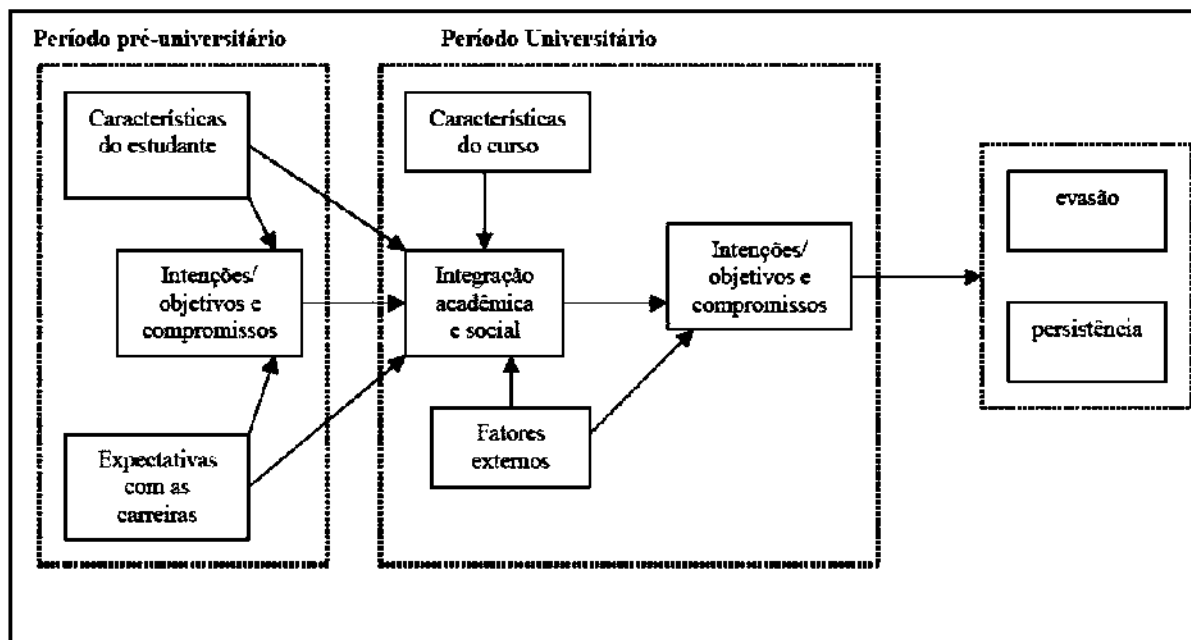 Período pré-universitário
Período Universitário
Características
do estudante
Características
do curso
evasão
Intenções/
objetivos e
compromissos
Integração
acadêmica
e social
Intenções/
objetivos e
compromissos
persistência
Expectativas
com as
carreiras
Fatores
externos